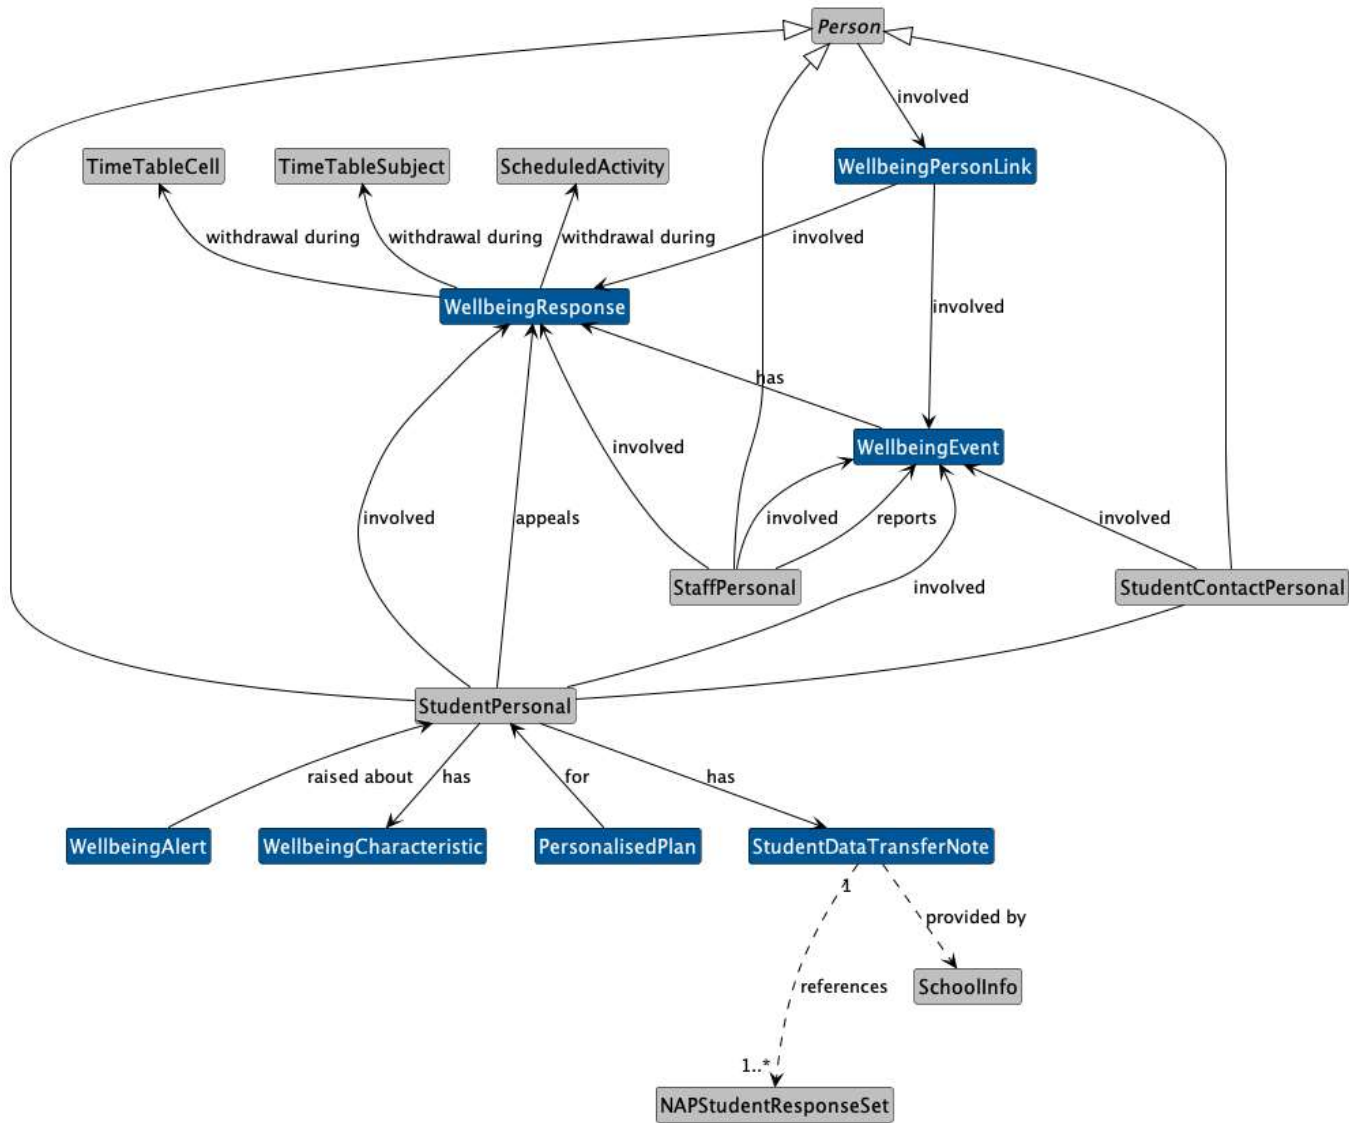 Person
involved
TimeTableCell
TimeTableSubject
ScheduledActivity
WellbeingPersonLink
withdrawal during
withdrawal during
withdrawal during
involved
WellbeingResponse
involved
has
involved
WellbeingEvent
involved
appeals
involved
reports
involved
StaffPersonal
involved
StudentContactPersonal
StudentPersonal
raised about
has
for
has
WellbeingAlert
WellbeingCharacteristic
PersonalisedPlan
StudentDataTransferNote
1
provided by
references
SchoolInfo
1..*
NAPStudentResponseSet